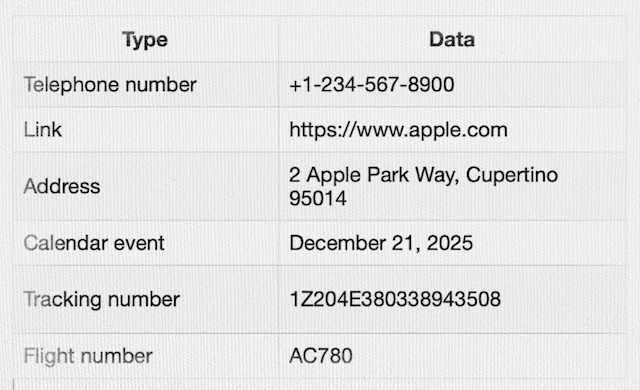 Type Data
Telephone number +1-234-567-8900
Link https://www.apple.com
Address 2 Apple Park Way, Cupertino
95014
Calendar event December 21, 2025
Tracking number 1Z204E380338943508
Flight number AC780